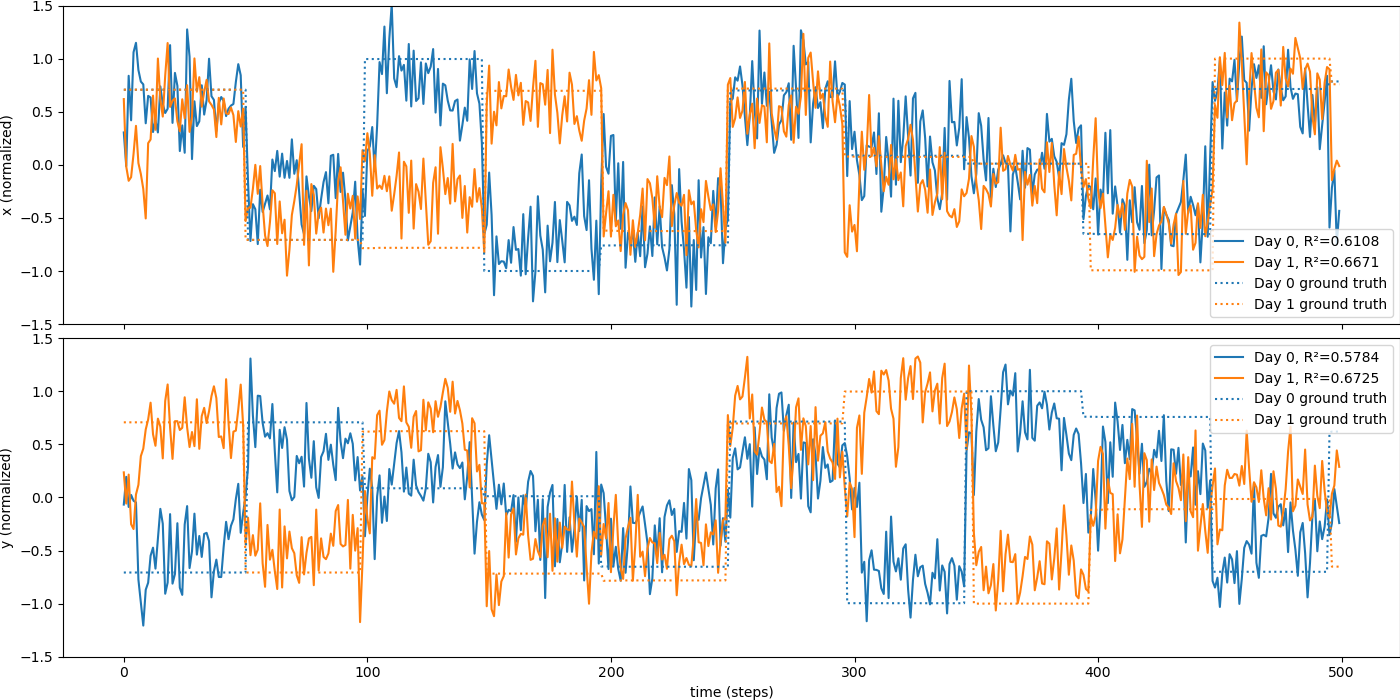 x (normalized)
1.5
1.0
0.5
0.0
−0.5
−1.0
−1.5
Day 0, R²=0.6108
Day 1, R²=0.6671
Day 0 ground truth
Day 1 ground truth
y (normalized)
1.5
1.0
0.5
0.0
−0.5
−1.0
−1.5
Day 0, R²=0.5784
Day 1, R²=0.6725
Day 0 ground truth
Day 1 ground truth
0 100 200 300 400 500
time (steps)